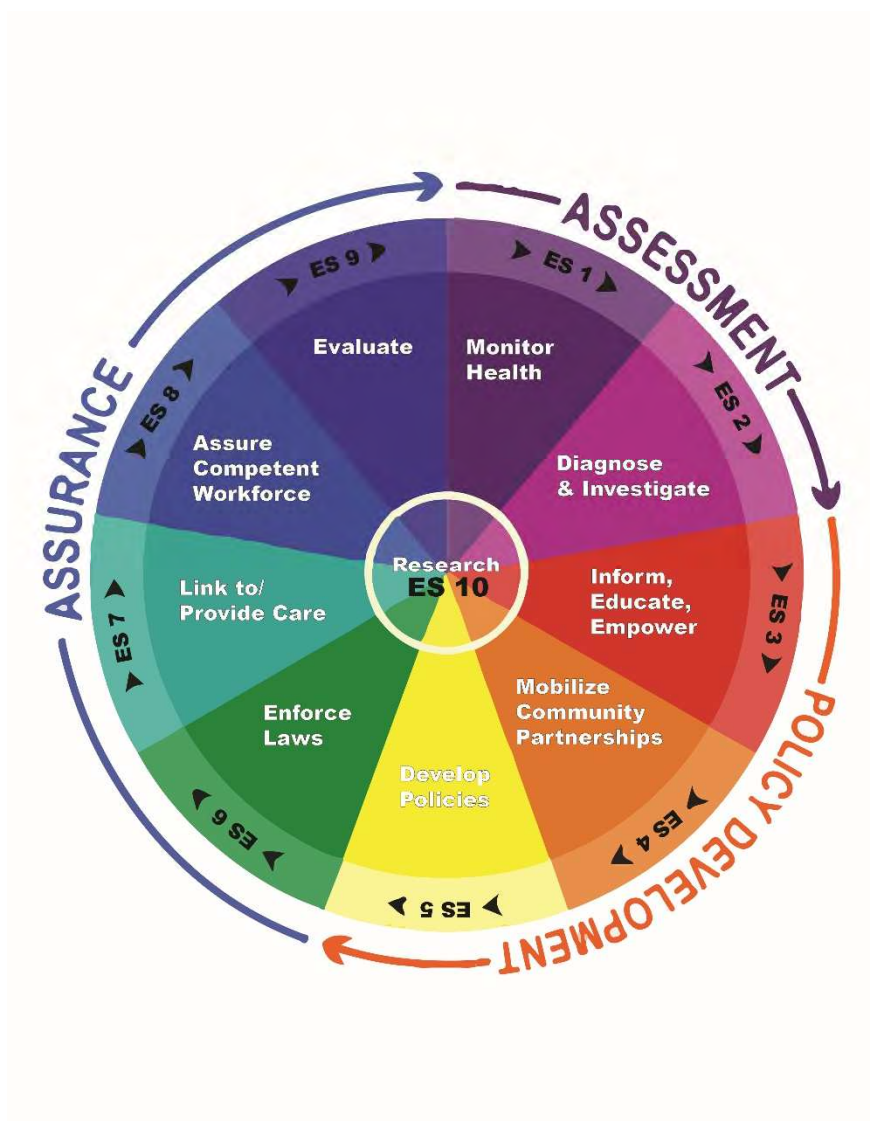 ASSESSMENT
ES 1
Monitor
Health
ES 2
Diagnose
& Investigate
POLICY DEVELOPMENT
ES 3
Inform,
Educate,
Empower
ES 4
Mobilize
Community
Partnerships
ES 5
Develop
Policies
ASSURANCE
ES 6
Enforce
Laws
ES 7
Link to/
Provide Care
ES 8
Assure
Competent
Workforce
ES 9
Evaluate
Research
ES 10